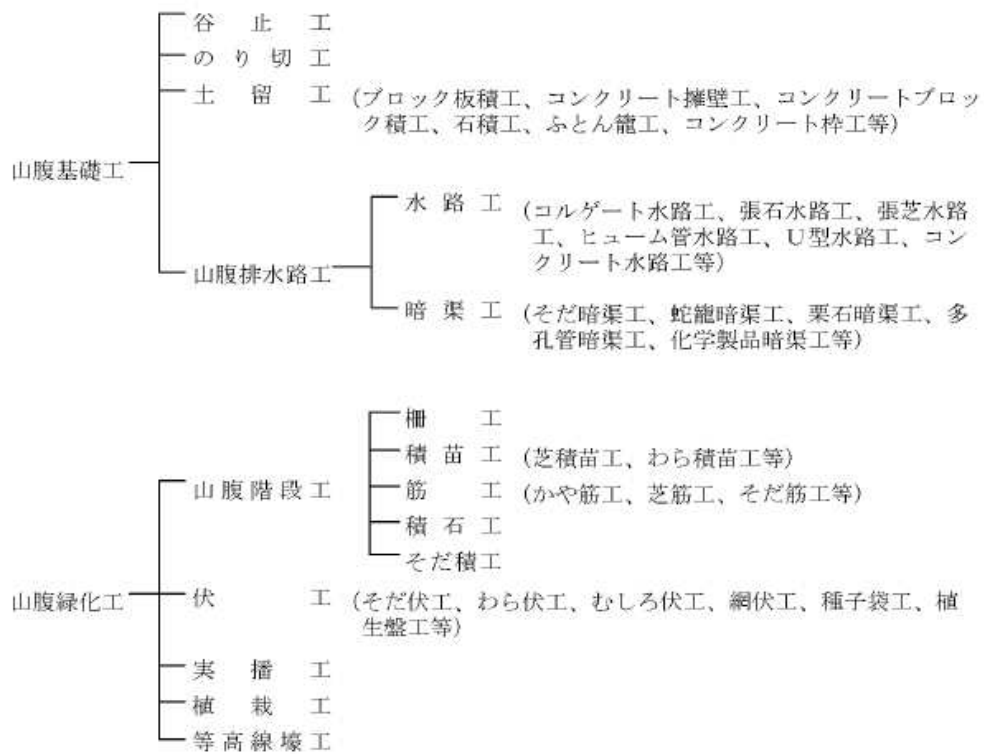 谷止工
のり切工
土留工 (ブロック板積工、コンクリート擁壁工、コンクリートブロッ
ク積工、石積工、ふとん籠工、コンクリート枠工等)
山腹基礎工
水路工 (コルゲート水路工、張石水路工、張芝水路
工、ヒューム管水路工、U型水路工、コン
クリート水路工等)
山腹排水路工
暗渠工 (そだ暗渠工、蛇籠暗渠工、栗石暗渠工、多
孔管暗渠工、化学製品暗渠工等)
柵工
積苗工 (芝積苗工、わら積苗工等)
山腹階段工
筋工 (かや筋工、芝筋工、そだ筋工等)
積石工
そだ積工
山腹緑化工
伏工 (そだ伏工、わら伏工、むしろ伏工、網伏工、種子袋工、植
生盤工等)
実播工
植栽工
等高線壕工